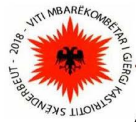 2018 - VITI MBARËKOMBËTAR I GJERGJ KASTRIOTIT SKËNDERBEUT -